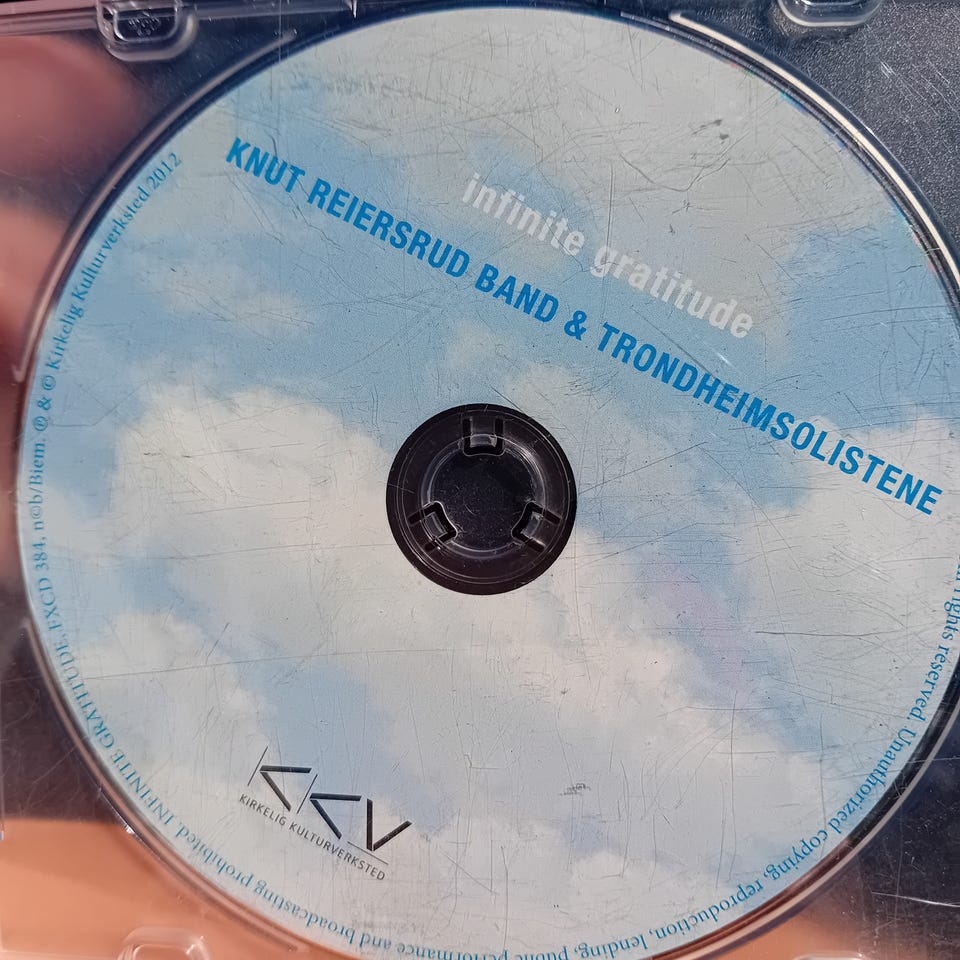 infinite gratitude
KNUT REIERSRUD BAND & TRONDHEIMSOLISTENE
KKV
KIRKELIG KULTURVERKSTED
rights reserved. Unauthorized copying, reproduction, lending, public performance and broadcasting prohibited. INFINITE GRATITUDE, FXCD 384, n©b/Biem. ℗ & © Kirkelig Kulturverksted 2012